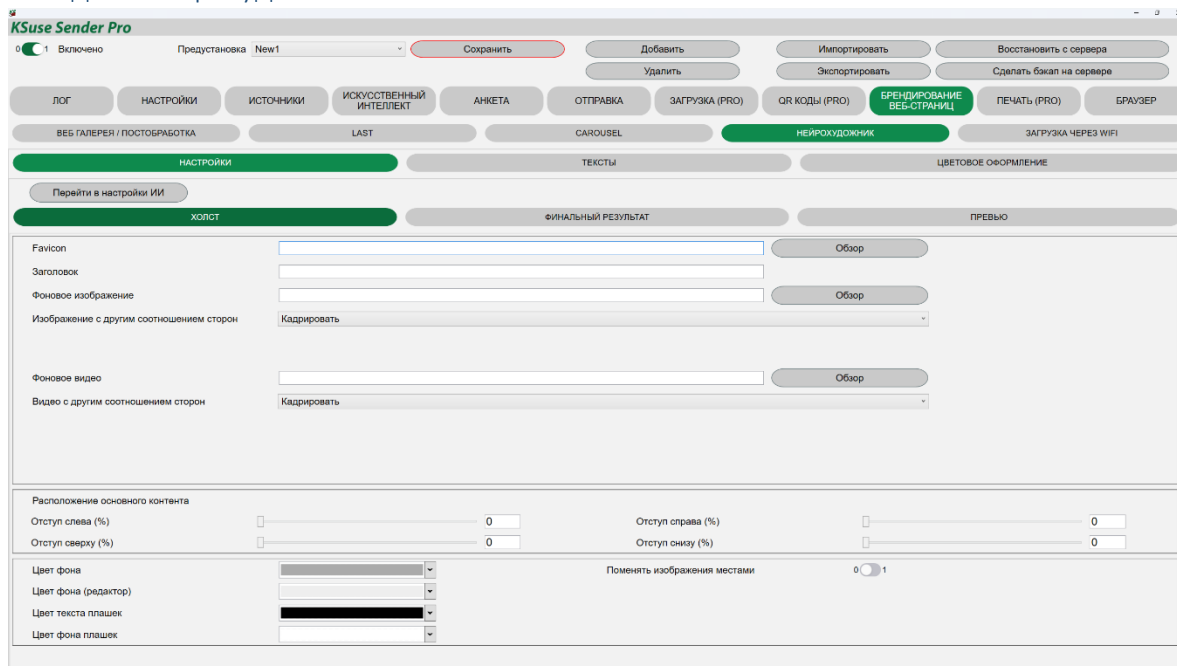 KSuse Sender Pro
0 1 Включено Предустановка New1 Сохранить Добавить Импортировать Восстановить с сервера
Удалить Экспортировать Сделать бэкап на сервере
ЛОГ НАСТРОЙКИ ИСТОЧНИКИ ИСКУССТВЕННЫЙ ИНТЕЛЛЕКТ АНКЕТА ОТПРАВКА ЗАГРУЗКА (PRO) QR КОДЫ (PRO) БРЕНДИРОВАНИЕ ВЕБ-СТРАНИЦ ПЕЧАТЬ (PRO) БРАУЗЕР
ВЕБ ГАЛЕРЕЯ / ПОСТОБРАБОТКА LAST CAROUSEL НЕЙРОХУДОЖНИК ЗАГРУЗКА ЧЕРЕЗ WIFI
НАСТРОЙКИ ТЕКСТЫ ЦВЕТОВОЕ ОФОРМЛЕНИЕ
Перейти в настройки ИИ
ХОЛСТ ФИНАЛЬНЫЙ РЕЗУЛЬТАТ ПРЕВЬЮ
Favicon Обзор
Заголовок
Фоновое изображение Обзор
Изображение с другим соотношением сторон Кадрировать
Фоновое видео Обзор
Видео с другим соотношением сторон Кадрировать
Расположение основного контента
Отступ слева (%) 0 Отступ справа (%) 0
Отступ сверху (%) 0 Отступ снизу (%) 0
Цвет фона Поменять изображения местами 0 1
Цвет фона (редактор)
Цвет текста плашек
Цвет фона плашек